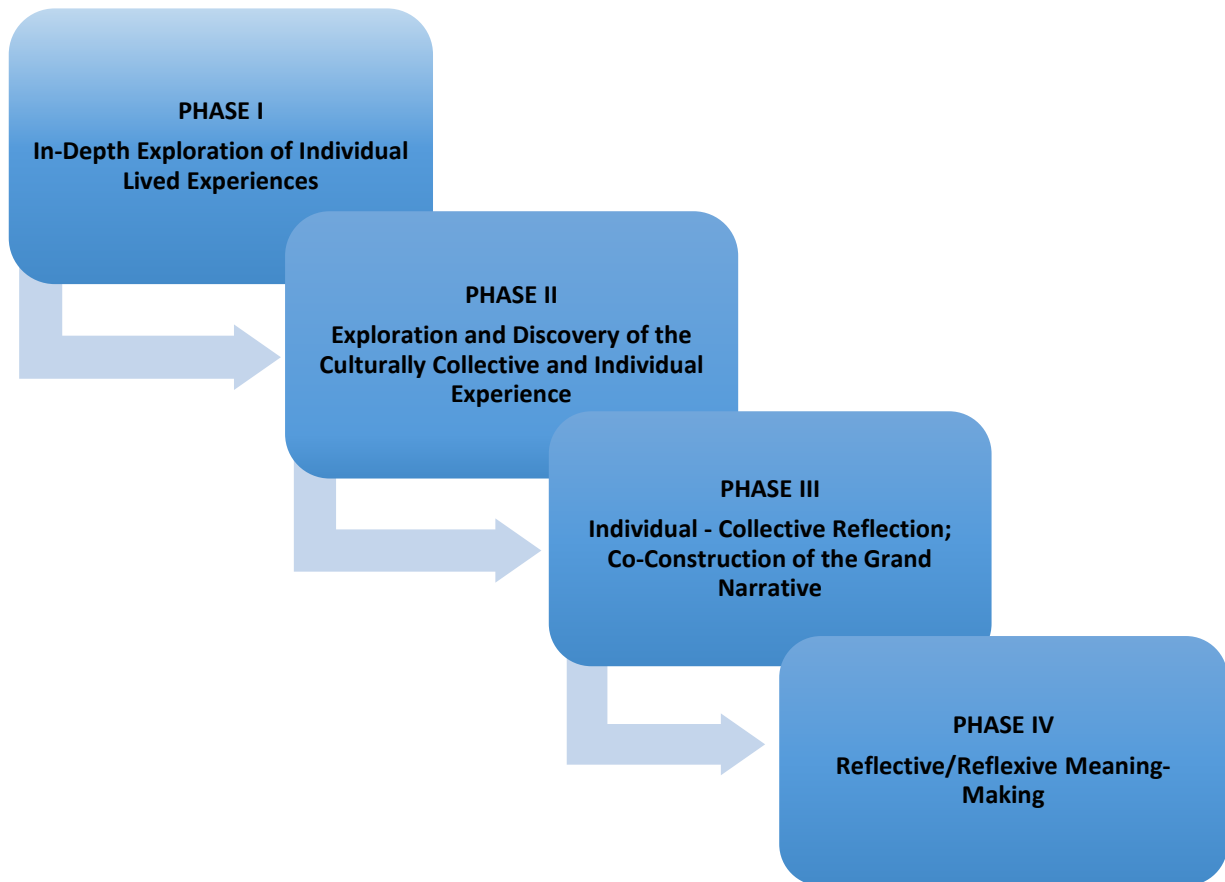 PHASE I
In-Depth Exploration of Individual
Lived Experiences
PHASE II
Exploration and Discovery of the
Culturally Collective and Individual
Experience
PHASE III
Individual - Collective Reflection;
Co-Construction of the Grand
Narrative
PHASE IV
Reflective/Reflexive Meaning-
Making